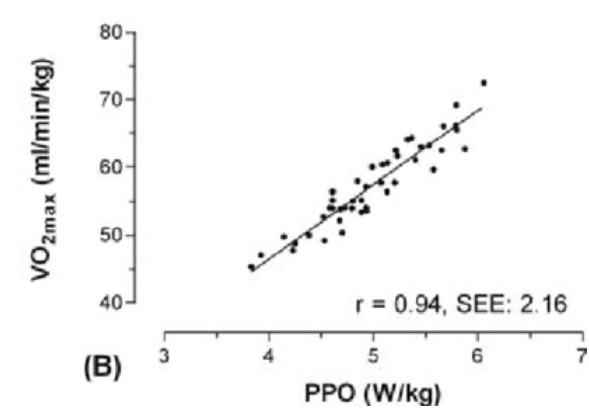 80
70
60
50
40
VO2max (ml/min/kg)
r = 0.94, SEE: 2.16
3 4 5 6 7
(B)
PPO (W/kg)